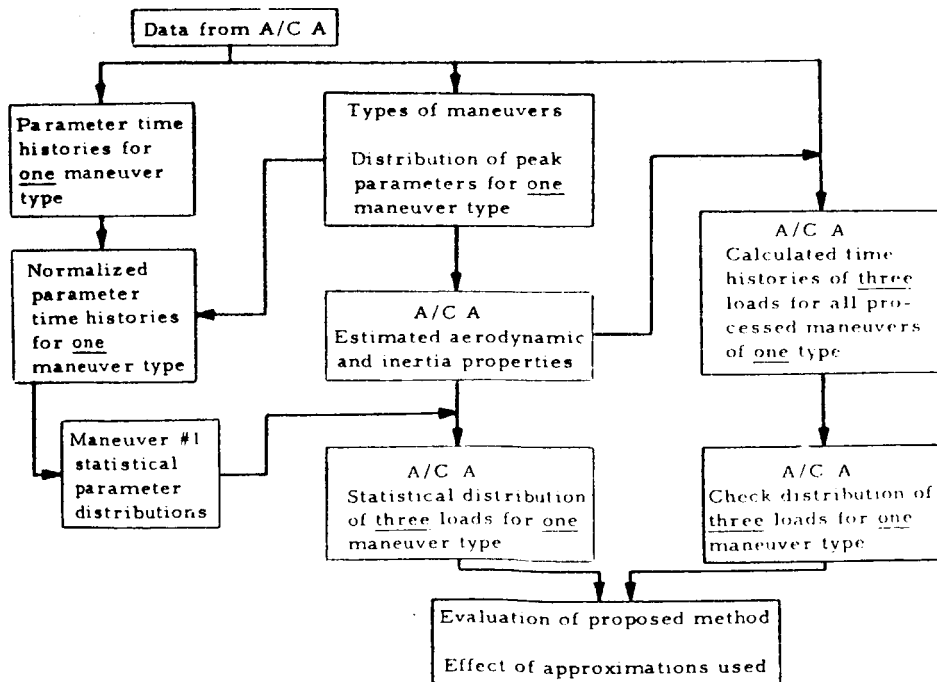 Data from A/C A
Parameter time
histories for
one maneuver
type
Types of maneuvers
Distribution of peak
parameters for one
maneuver type
A/C A
Calculated time
histories of three
loads for all pro-
cessed maneuvers
of one type
Normalized
parameter
time histories
for one
maneuver type
A/C A
Estimated aerodynamic
and inertia properties
Maneuver #1
statistical
parameter
distributions
A/C A
Statistical distribution
of three loads for one
maneuver type
A/C A
Check distribution of
three loads for one
maneuver type
Evaluation of proposed method
Effect of approximations used